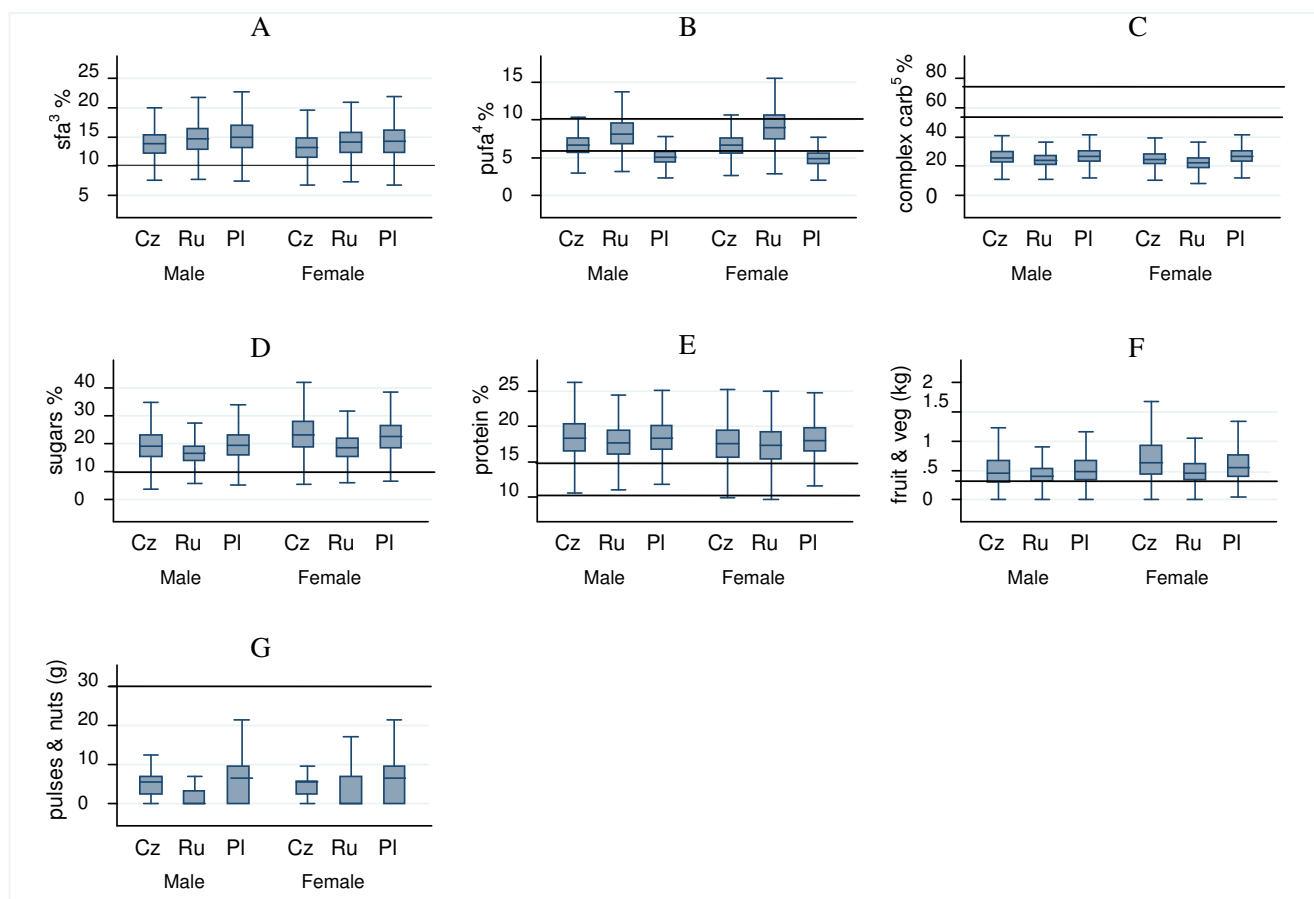 A
sfa³ %
25
20
15
10
5
Cz Ru Pl Cz Ru Pl
Male Female
B
pufa⁴ %
15
10
5
0
Cz Ru Pl Cz Ru Pl
Male Female
C
complex carb⁵ %
80
60
40
20
0
Cz Ru Pl Cz Ru Pl
Male Female
D
sugars %
40
30
20
10
0
Cz Ru Pl Cz Ru Pl
Male Female
E
protein %
25
20
15
10
Cz Ru Pl Cz Ru Pl
Male Female
F
fruit & veg (kg)
2
1.5
1
.5
0
Cz Ru Pl Cz Ru Pl
Male Female
G
pulses & nuts (g)
30
20
10
0
Cz Ru Pl Cz Ru Pl
Male Female